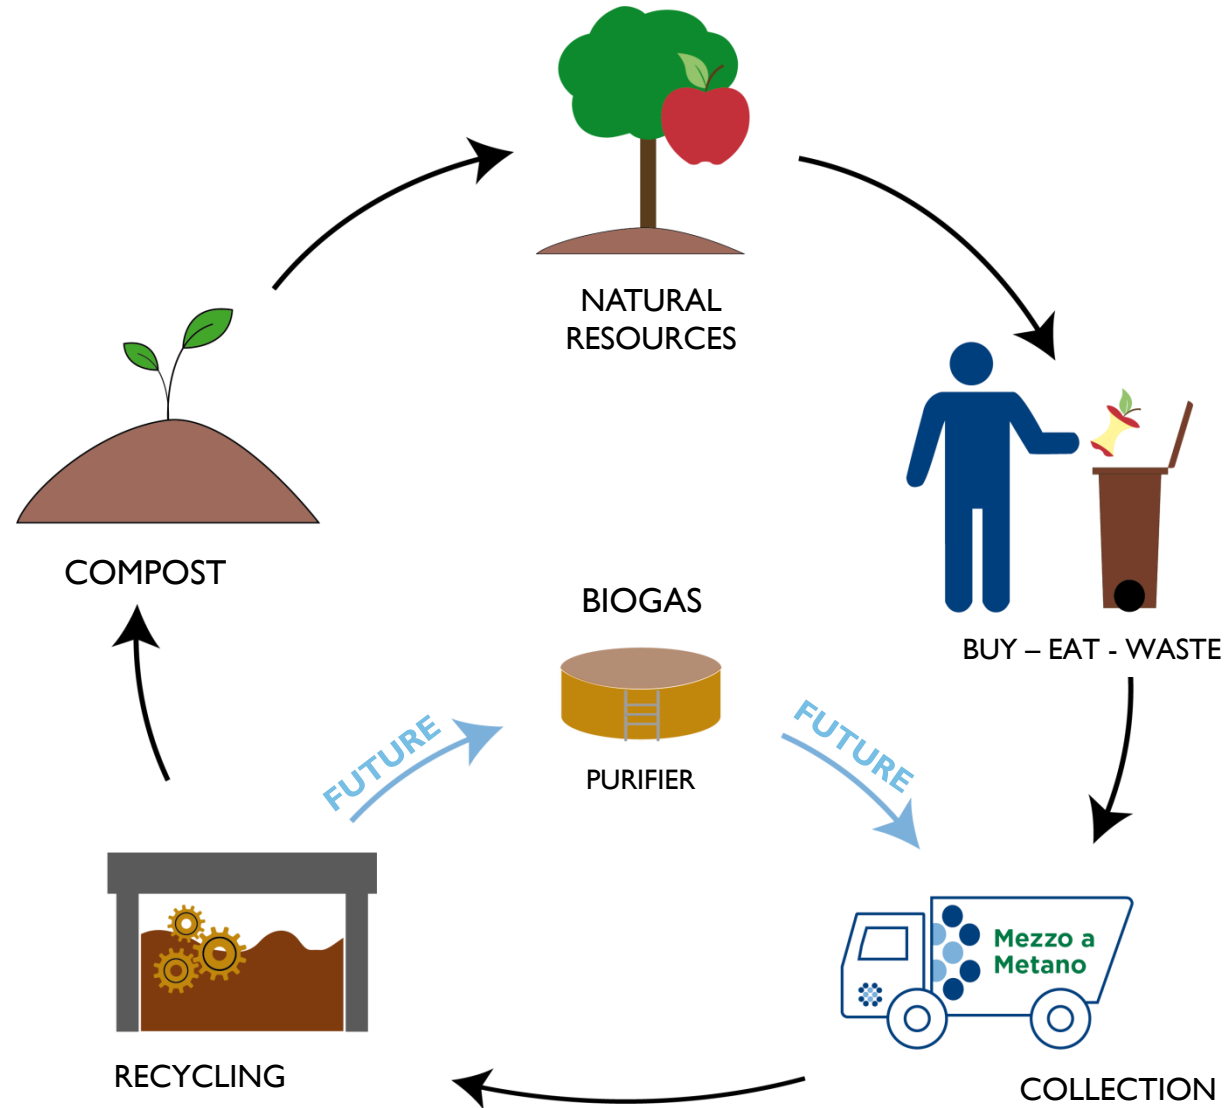 NATURAL
RESOURCES
COMPOST
BIOGAS
BUY – EAT - WASTE
FUTURE
FUTURE
PURIFIER
Mezzo a
Metano
RECYCLING
COLLECTION